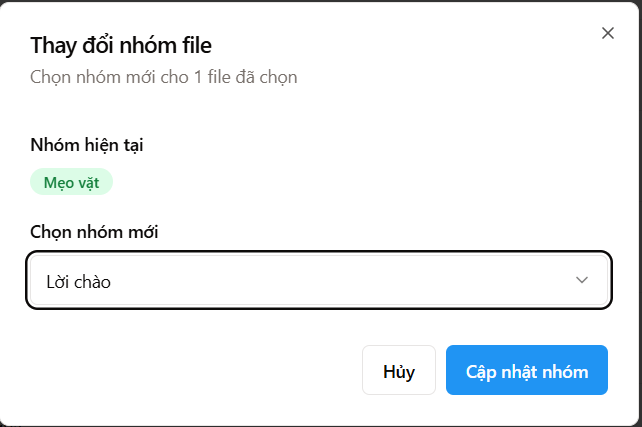 Thay đổi nhóm file
Chọn nhóm mới cho 1 file đã chọn
Nhóm hiện tại
Mẹo vặt
Chọn nhóm mới
Lời chào
Hủy
Cập nhật nhóm